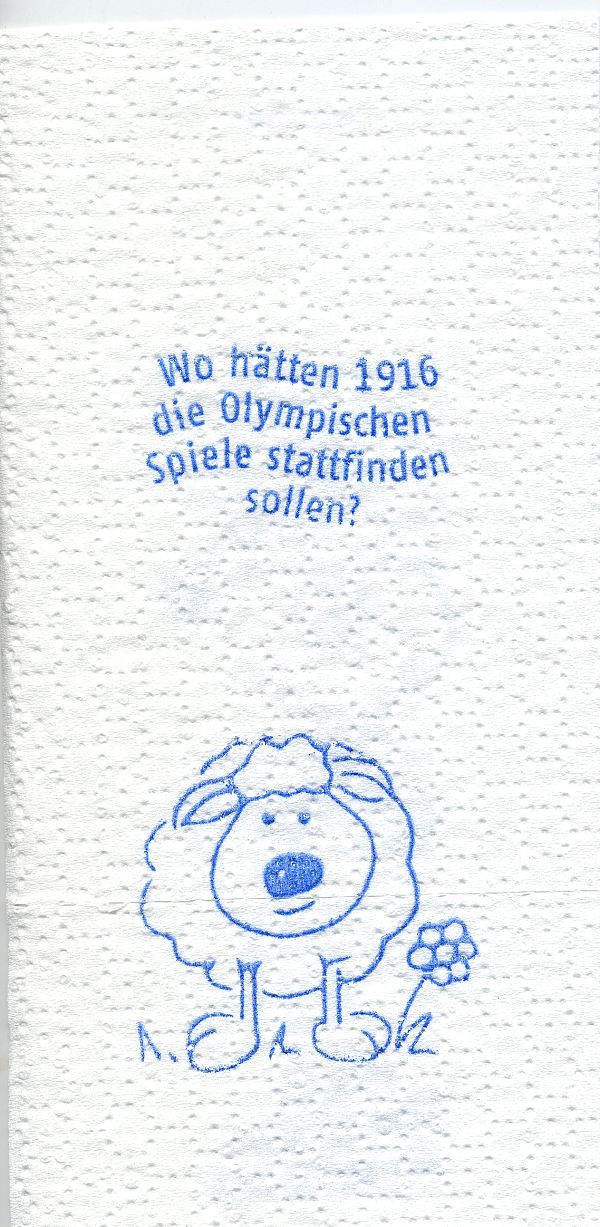 Wo hätten 1916
die Olympischen
Spiele stattfinden
sollen?